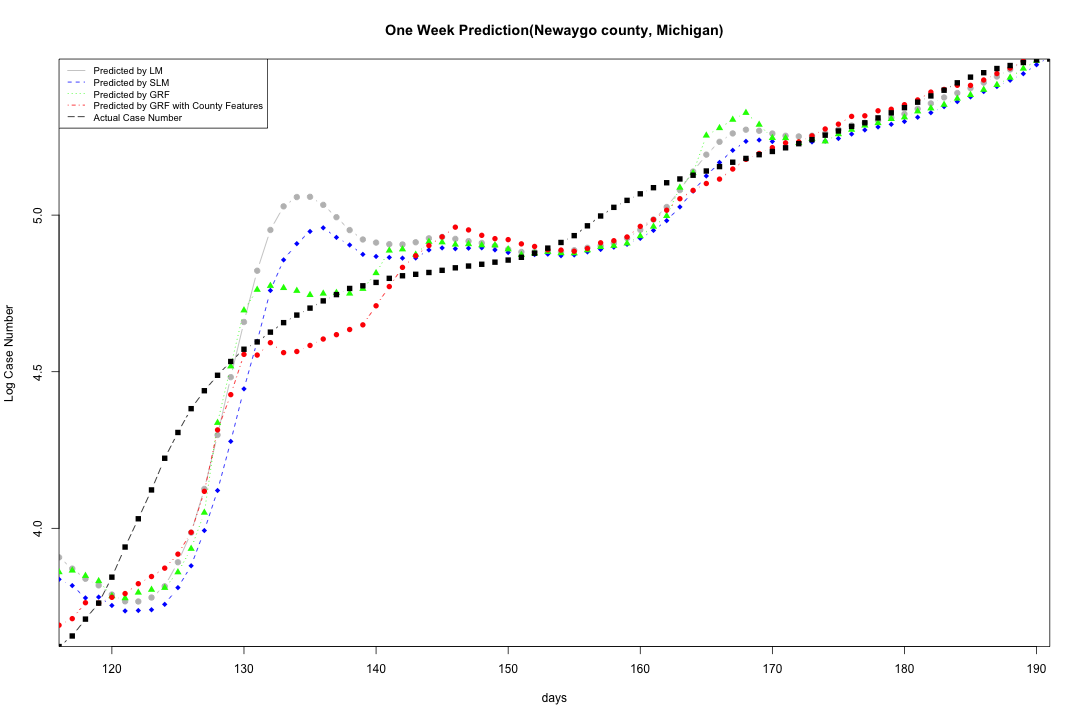 One Week Prediction(Newaygo county, Michigan)
Predicted by LM
Predicted by SLM
Predicted by GRF
Predicted by GRF with County Features
Actual Case Number
5.0
4.5
4.0
Log Case Number
120 130 140 150 160 170 180 190
days